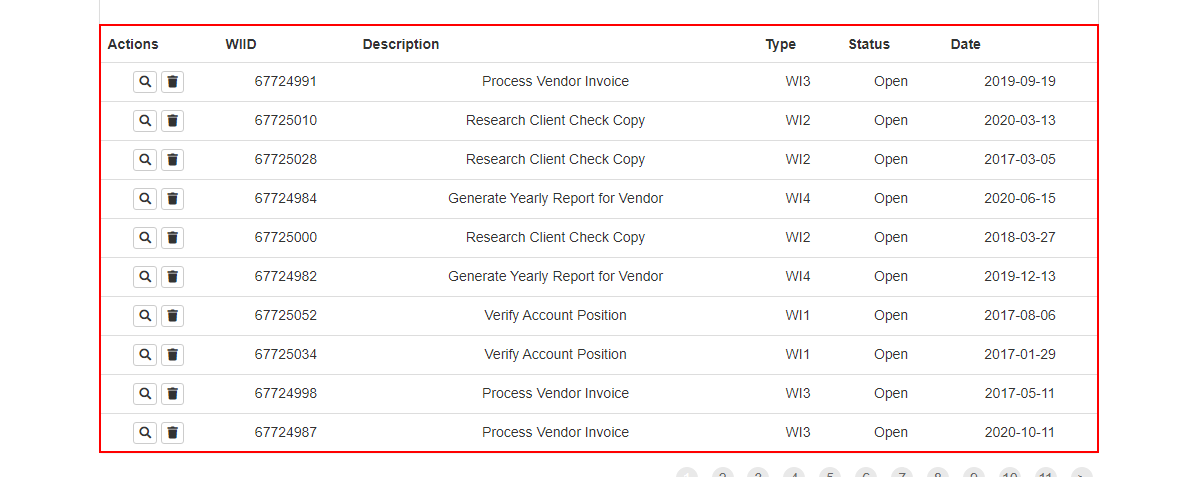 Actions WIID Description Type Status Date
67724991 Process Vendor Invoice WI3 Open 2019-09-19
67725010 Research Client Check Copy WI2 Open 2020-03-13
67725028 Research Client Check Copy WI2 Open 2017-03-05
67724984 Generate Yearly Report for Vendor WI4 Open 2020-06-15
67725000 Research Client Check Copy WI2 Open 2018-03-27
67724982 Generate Yearly Report for Vendor WI4 Open 2019-12-13
67725052 Verify Account Position WI1 Open 2017-08-06
67725034 Verify Account Position WI1 Open 2017-01-29
67724998 Process Vendor Invoice WI3 Open 2017-05-11
67724987 Process Vendor Invoice WI3 Open 2020-10-11
2 3 4 5 6 7 8 9 10 11 >